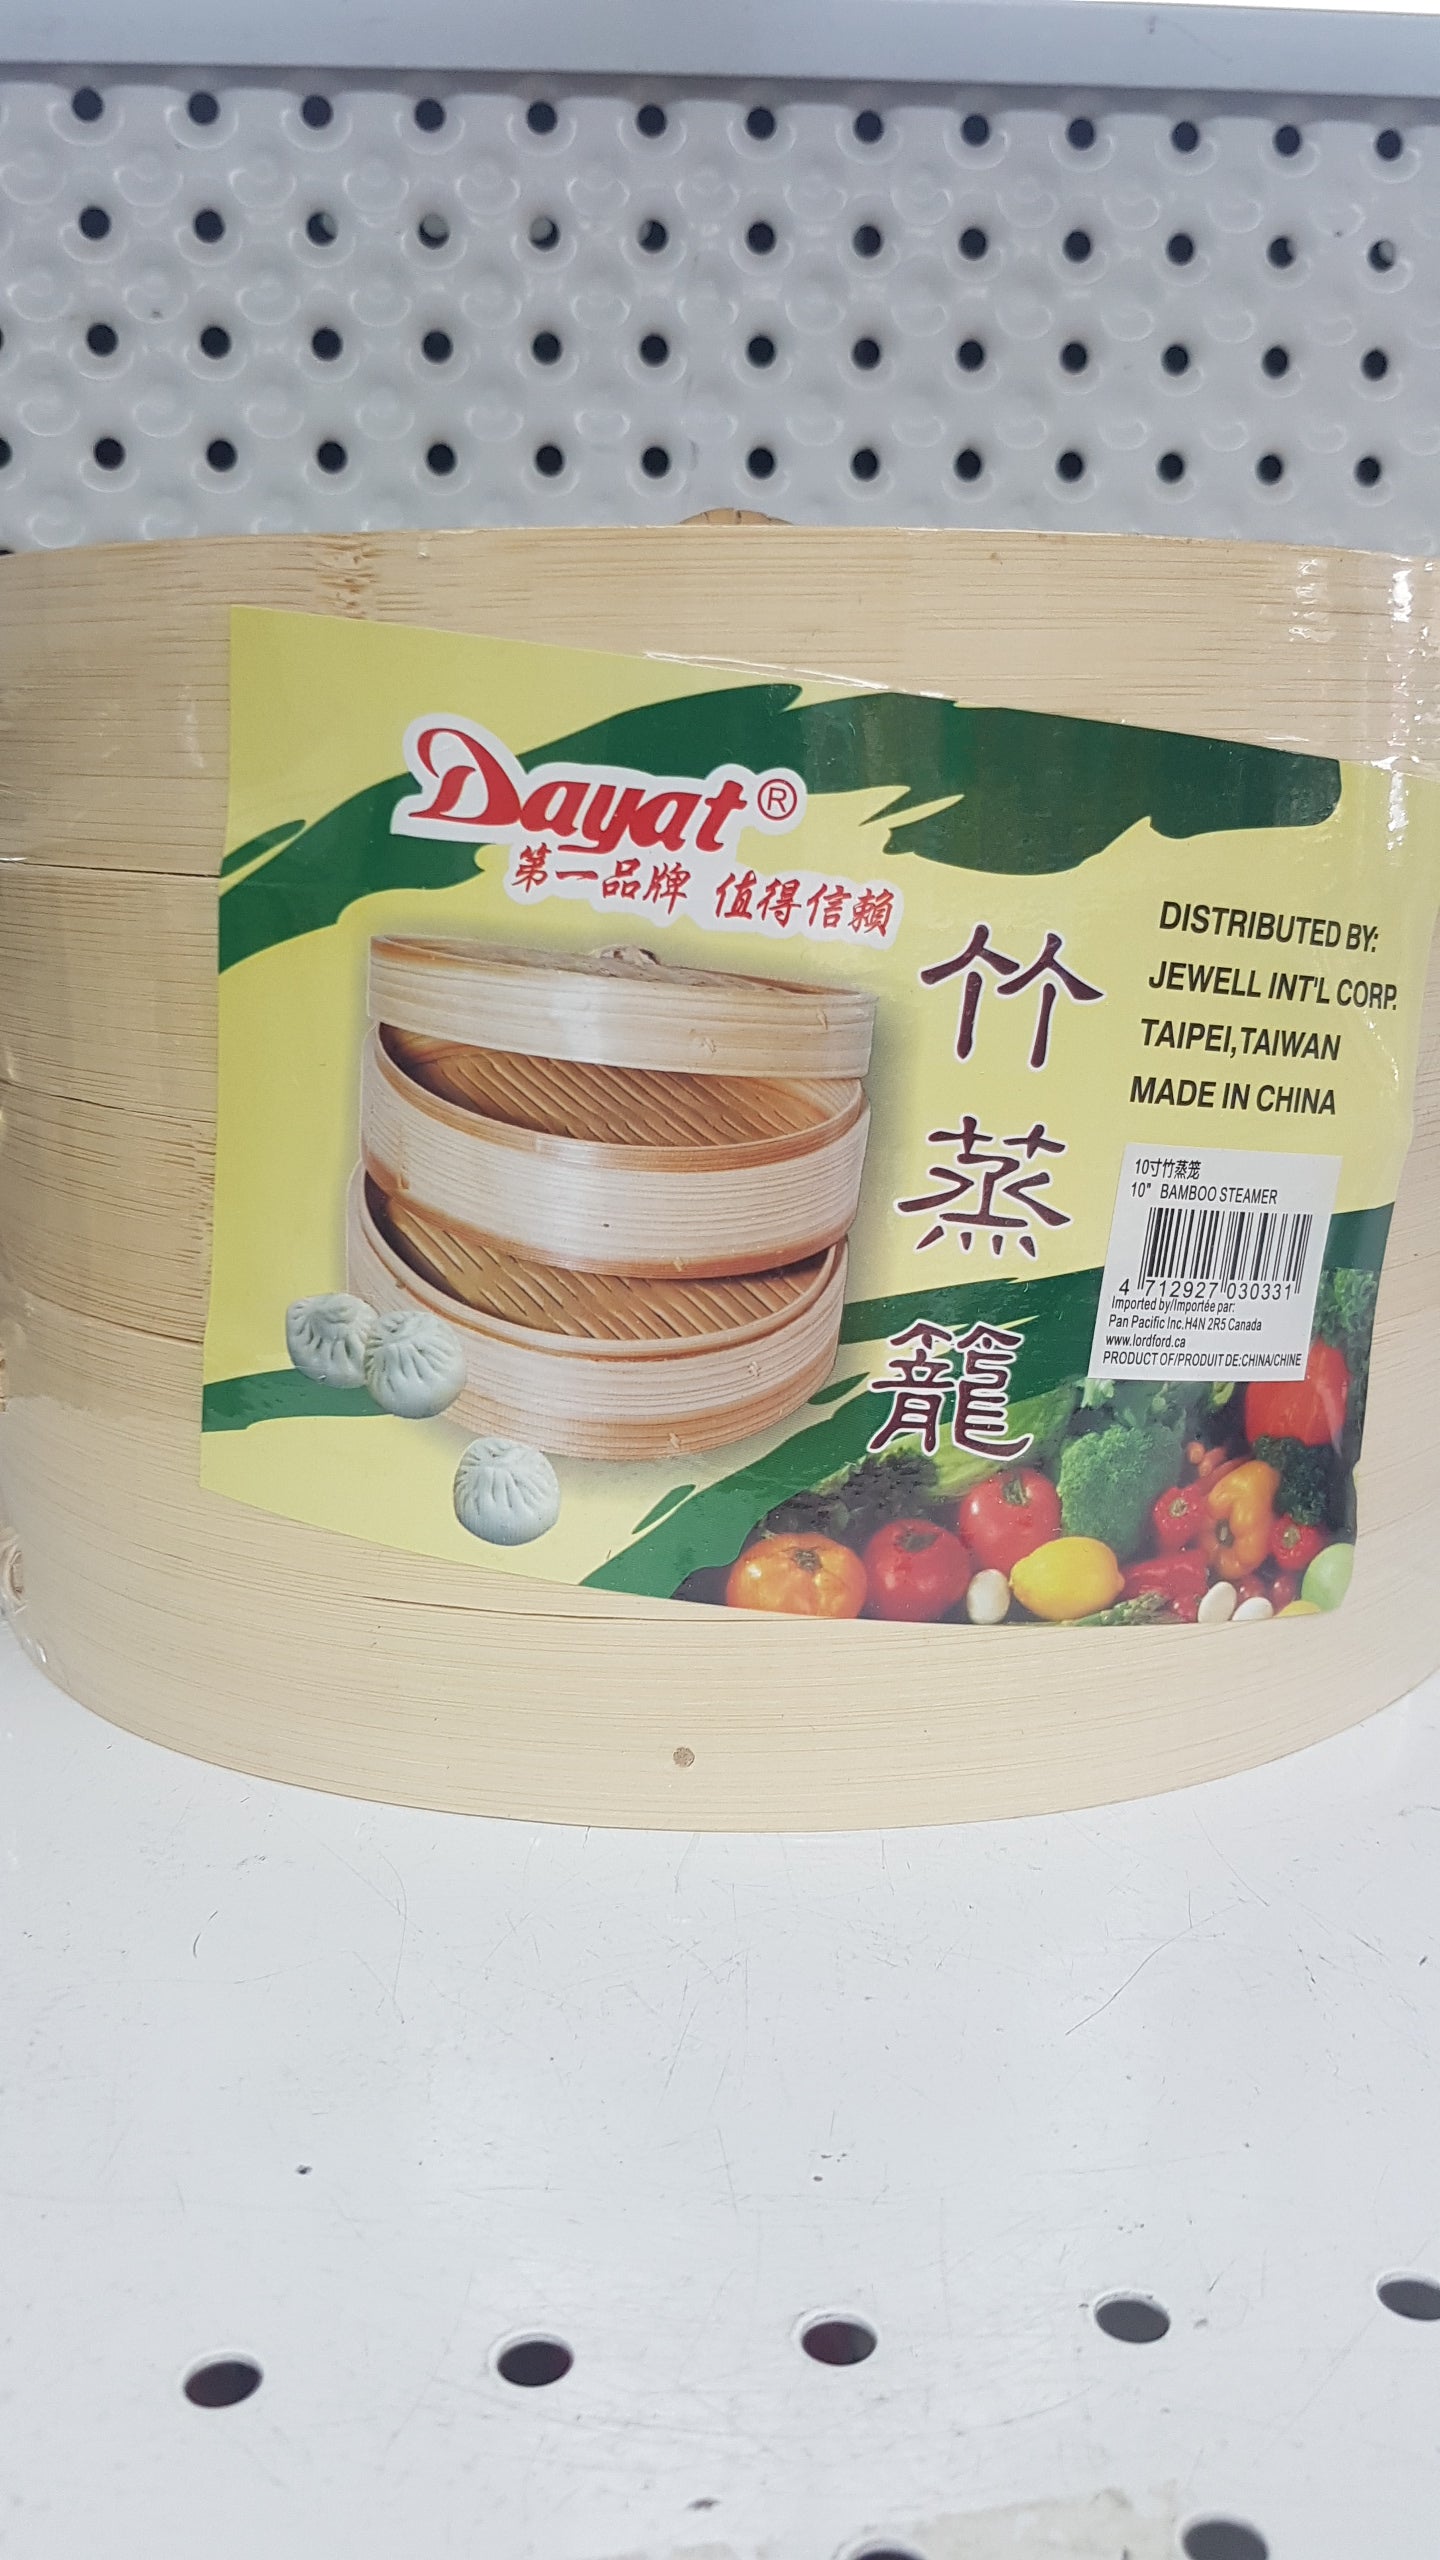 Dayat®
第一品牌 值得信賴
竹蒸籠
DISTRIBUTED BY:
JEWELL INT'L CORP.
TAIPEI,TAIWAN
MADE IN CHINA
10寸竹蒸笼
10" BAMBOO STEAMER
4 712927 030331
Imported by/Importée par:
Pan Pacific Inc.H4N 2R5 Canada
www.lordford.ca
PRODUCT OF/PRODUIT DE:CHINA/CHINE